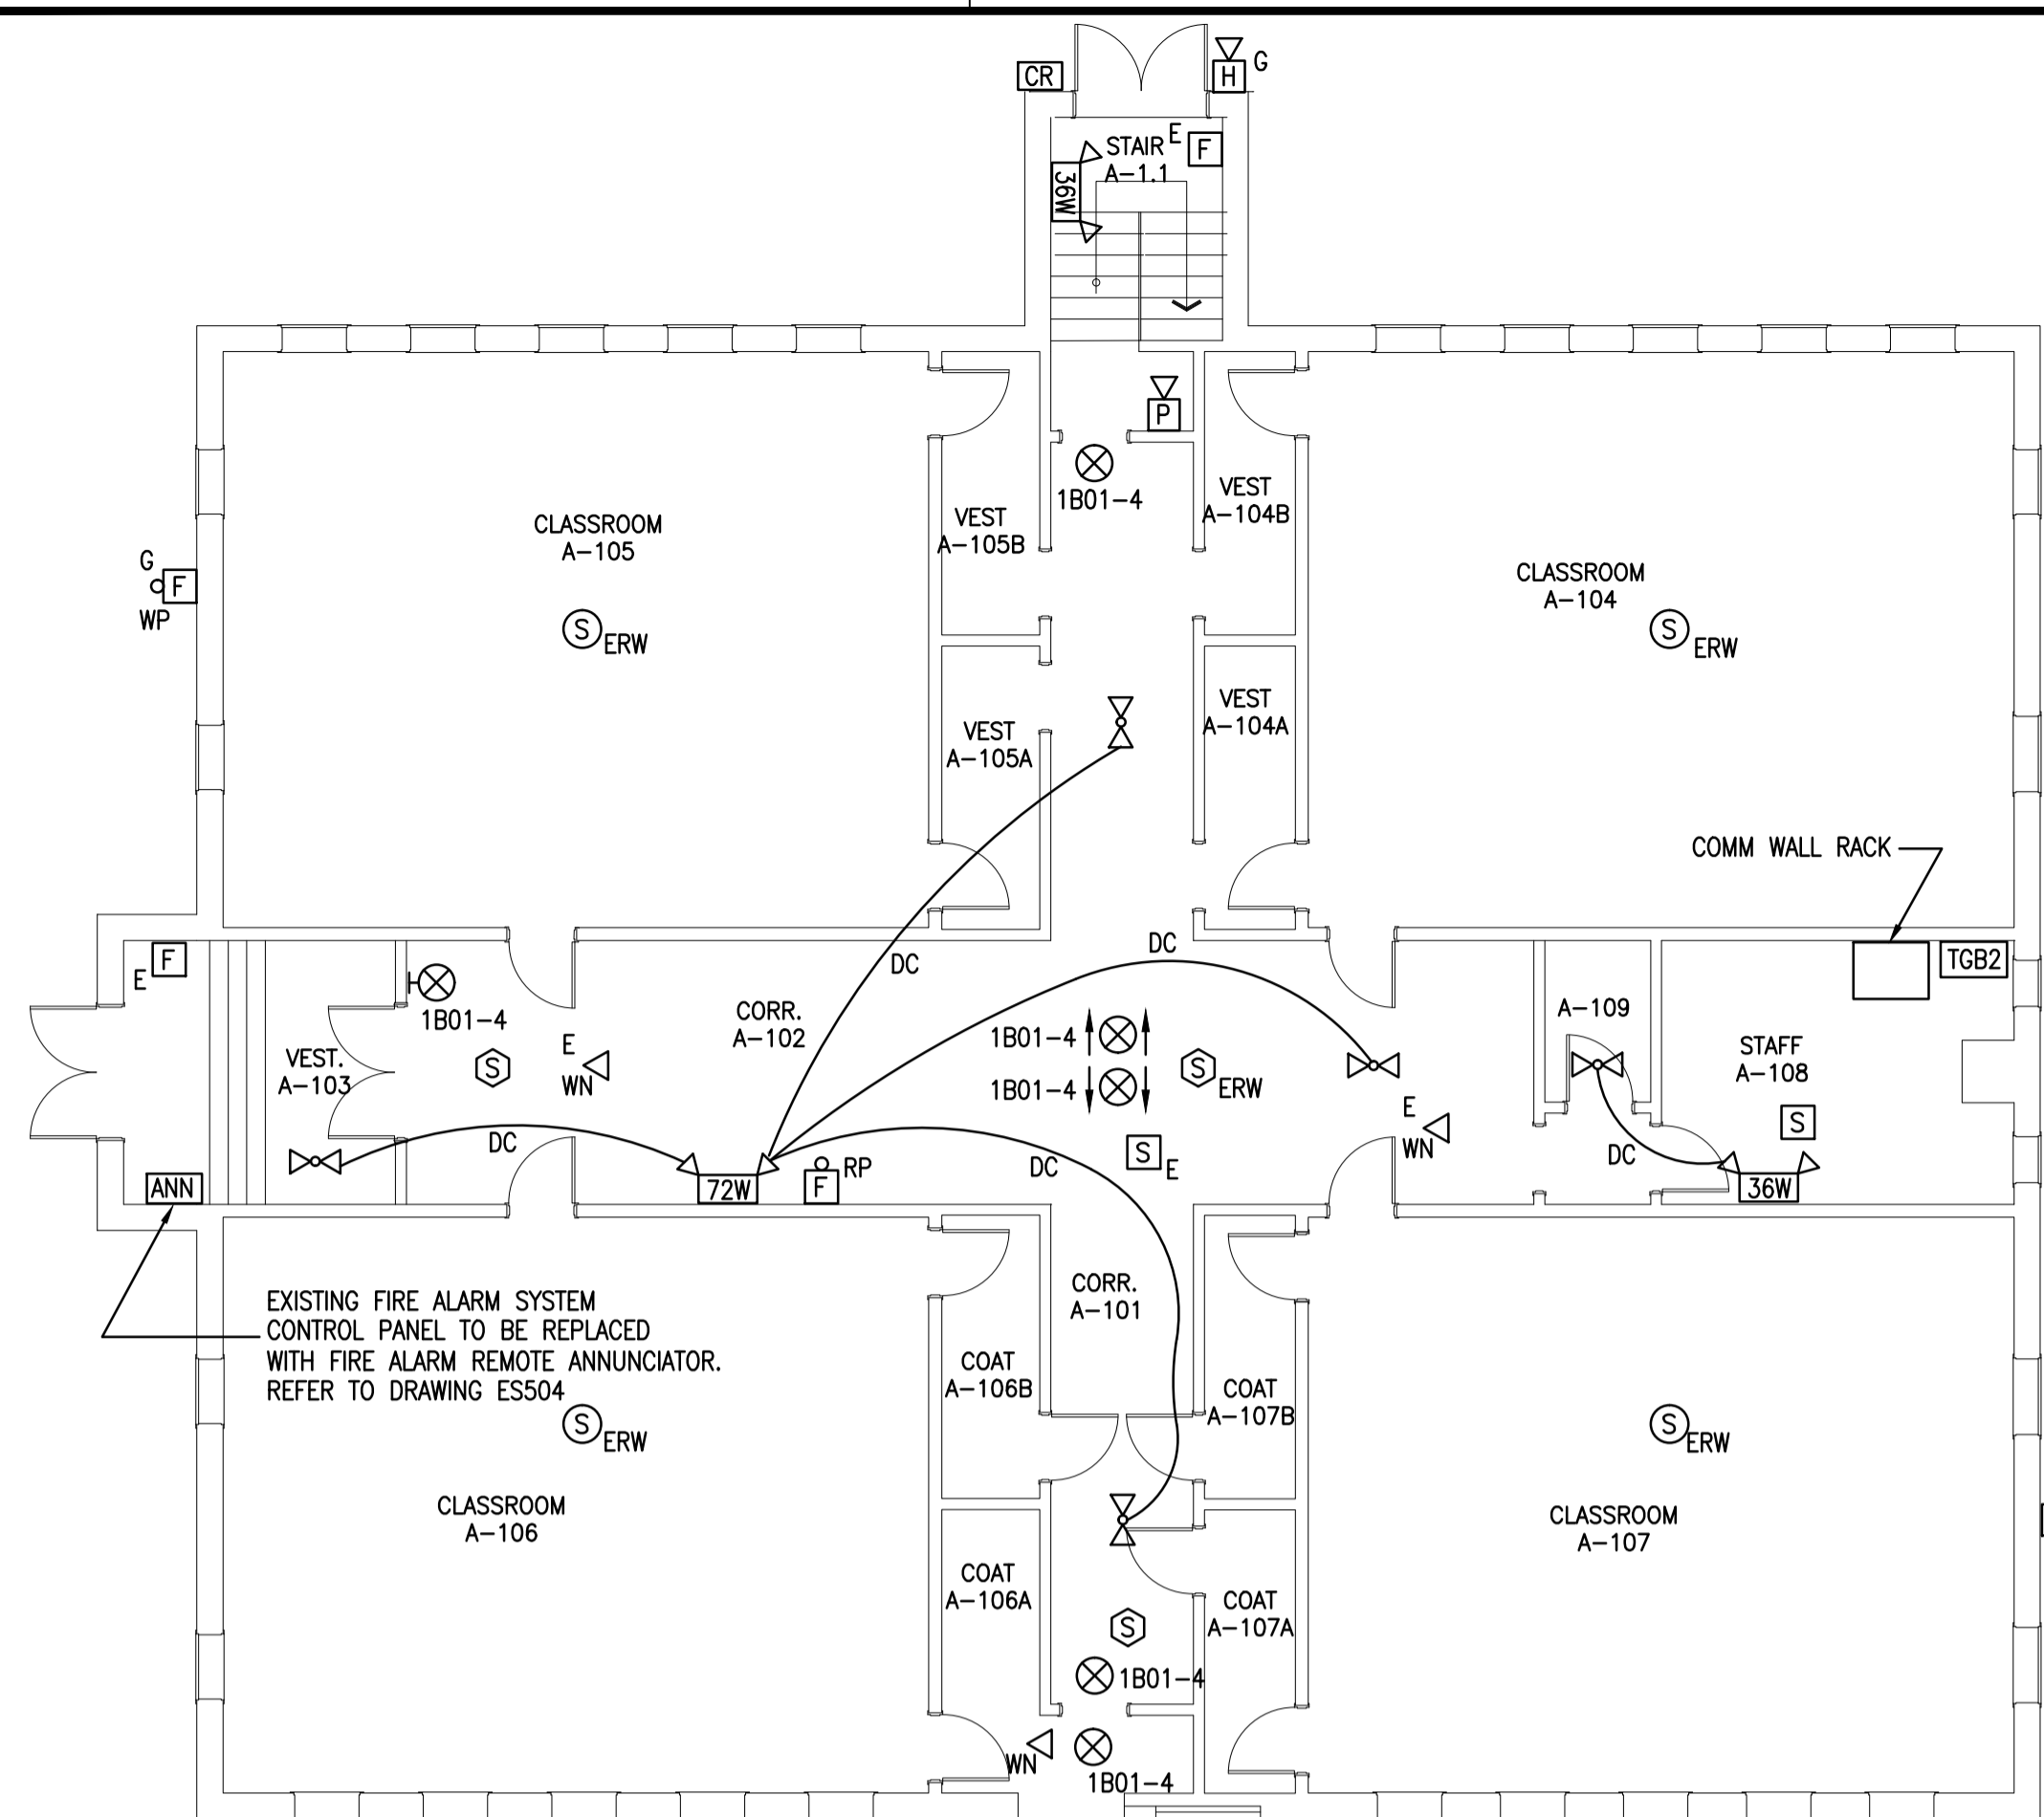 CR
H
G
STAIR
A-1.1
E
F
36W
P
1B01-4
VEST
A-104B
VEST
A-105B
CLASSROOM
A-105
CLASSROOM
A-104
G
F
WP
S
ERW
S
ERW
VEST
A-104A
VEST
A-105A
COMM WALL RACK
DC
DC
F
E
TGB2
1B01-4
CORR.
A-102
A-109
1B01-4
1B01-4
STAFF
A-108
VEST.
A-103
S
E
WN
S
ERW
E
WN
S
DC
DC
DC
S
E
RP
F
72W
36W
ANN
CORR.
A-101
EXISTING FIRE ALARM SYSTEM
CONTROL PANEL TO BE REPLACED
WITH FIRE ALARM REMOTE ANNUNCIATOR.
REFER TO DRAWING ES504
COAT
A-106B
COAT
A-107B
S
ERW
S
ERW
CLASSROOM
A-106
CLASSROOM
A-107
COAT
A-106A
COAT
A-107A
S
1B01-4
WN
1B01-4